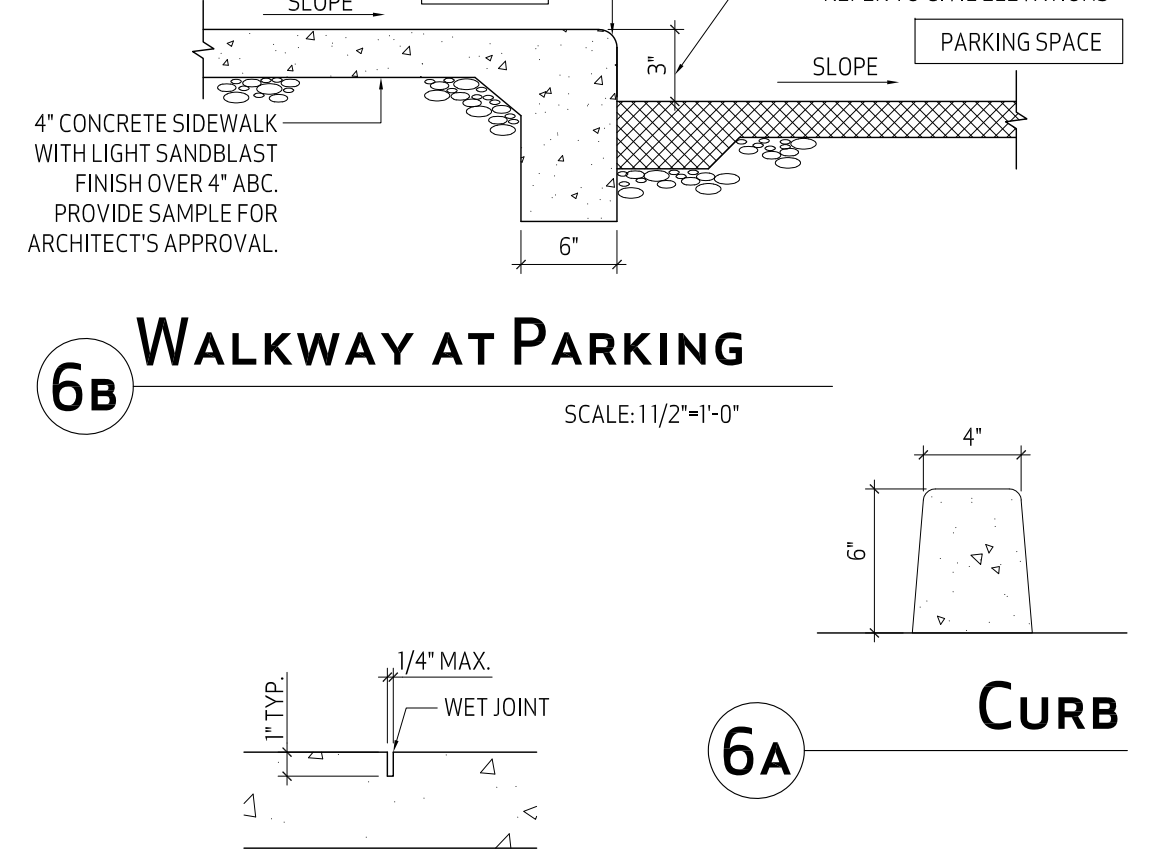 SLOPE
3"
PARKING SPACE
SLOPE
4" CONCRETE SIDEWALK
WITH LIGHT SANDBLAST
FINISH OVER 4" ABC.
PROVIDE SAMPLE FOR
ARCHITECT'S APPROVAL.
6"
6B
WALKWAY AT PARKING
SCALE: 1 1/2"=1'-0"
4"
6"
1/4" MAX.
1" TYP.
WET JOINT
6A
CURB